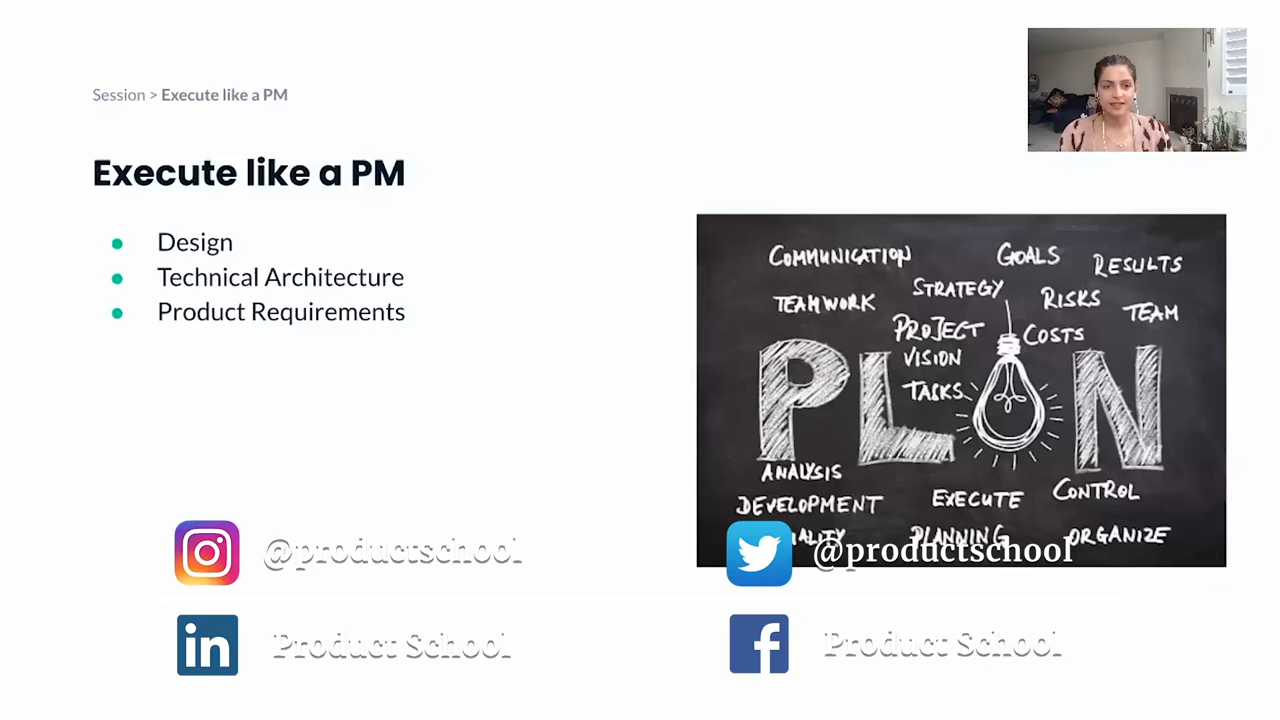 Session > Execute like a PM
Execute like a PM
Design
Technical Architecture
Product Requirements
COMMUNICATION
GOALS
RESULTS
TEAMWORK
STRATEGY
RISKS
TEAM
PROJECT
VISION
COSTS
TASKS
PLAN
ANALYSIS
DEVELOPMENT
EXECUTE
CONTROL
PLANNING
ORGANIZE
@productschool
@productschool
in
Product School
f
Product School